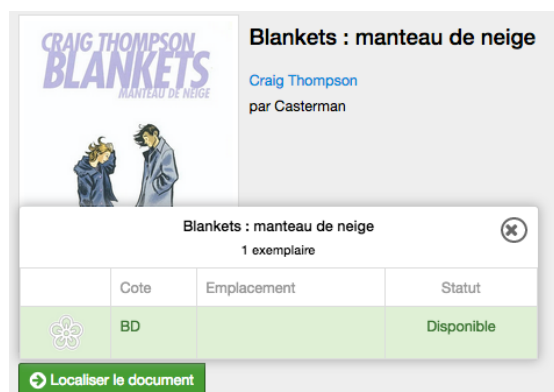 CRAIG THOMPSON
BLANKETS
MANTEAU DE NEIGE
Blankets : manteau de neige
Craig Thompson
par Casterman
Blankets : manteau de neige
1 exemplaire
Cote Emplacement Statut
BD Disponible
Localiser le document